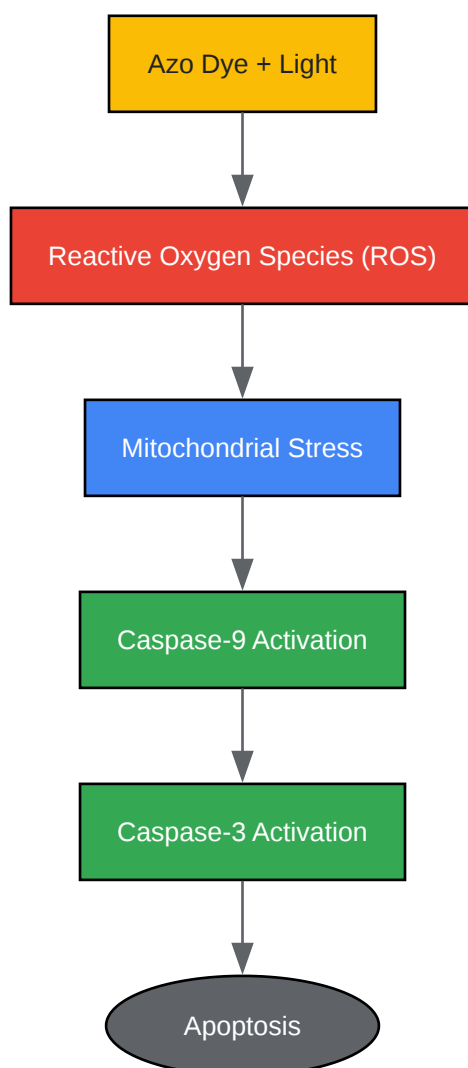 Azo Dye + Light
Reactive Oxygen Species (ROS)
Mitochondrial Stress
Caspase-9 Activation
Caspase-3 Activation
Apoptosis